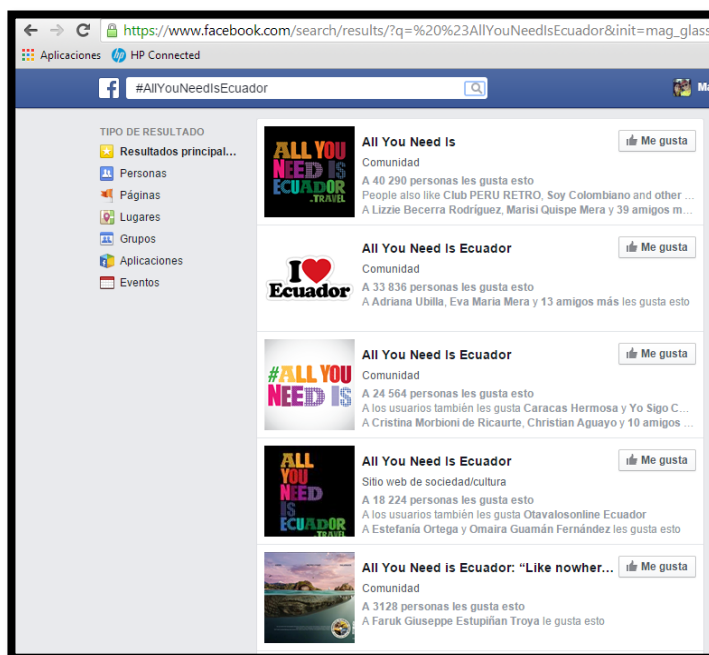 https://www.facebook.com/search/results/?q=%20%23AllYouNeedIsEcuador&init=mag_glass
Aplicaciones HP Connected
#AllYouNeedIsEcuador
TIPO DE RESULTADO
Resultados principal...
Personas
Páginas
Lugares
Grupos
Aplicaciones
Eventos
ALL YOU
NEED IS
ECUADOR
.TRAVEL
All You Need Is
Me gusta
Comunidad
A 40 290 personas les gusta esto
People also like Club PERU RETRO, Soy Colombiano and other ...
A Lizzie Becerra Rodríguez, Marisi Quispe Mera y 39 amigos m...
I
Ecuador
All You Need Is Ecuador
Me gusta
Comunidad
A 33 836 personas les gusta esto
A Adriana Ubilla, Eva Maria Mera y 13 amigos más les gusta esto
#ALL YOU
NEED IS
All You Need Is Ecuador
Me gusta
Comunidad
A 24 564 personas les gusta esto
A los usuarios también les gusta Caracas Hermosa y Yo Sigo C...
A Cristina Morbioni de Ricaurte, Christian Aguayo y 10 amigos ...
ALL
YOU
NEED
IS
ECUADOR
.TRAVEL
All You Need Is Ecuador
Me gusta
Sitio web de sociedad/cultura
A 18 224 personas les gusta esto
A los usuarios también les gusta Otavalosonline Ecuador
A Estefanía Ortega y Omaira Guamán Fernández les gusta esto
All You Need is Ecuador: “Like nowher...
Me gusta
Comunidad
A 3128 personas les gusta esto
A Faruk Giuseppe Estupiñan Troya le gusta esto